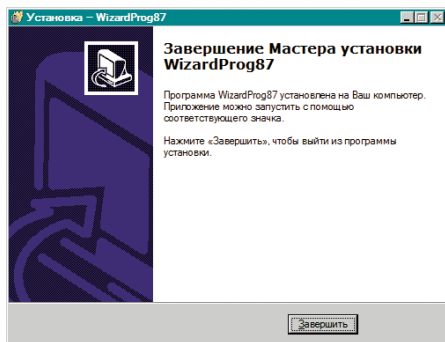 Установка – WizardProg87
Завершение Мастера установки
WizardProg87
Программа WizardProg87 установлена на Ваш компьютер.
Приложение можно запустить с помощью
соответствующего значка.
Нажмите «Завершить», чтобы выйти из программы
установки.
Завершить